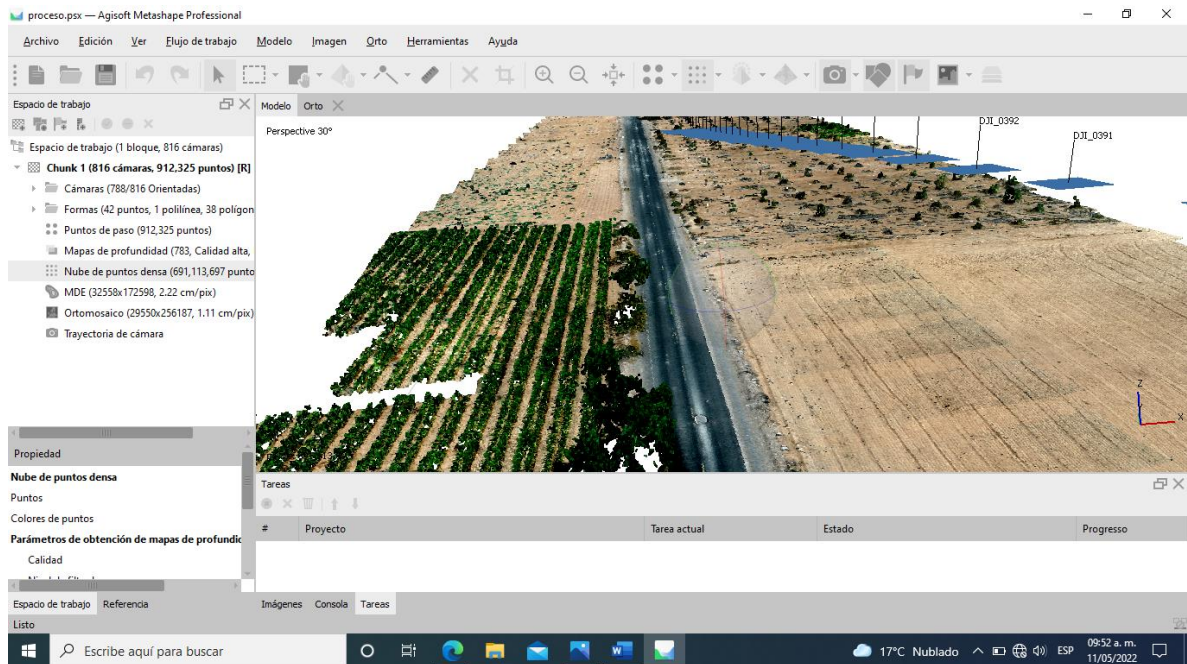 proceso.psx — Agisoft Metashape Professional
Archivo Edición Ver Flujo de trabajo Modelo Imagen Orto Herramientas Ayuda
Espacio de trabajo
Modelo Orto
Perspective 30°
DJI_0392
DJI_0391
Espacio de trabajo (1 bloque, 816 cámaras)
Chunk 1 (816 cámaras, 912,325 puntos) [R]
Cámaras (788/816 Orientadas)
Formas (42 puntos, 1 polilínea, 38 polígon
Puntos de paso (912,325 puntos)
Mapas de profundidad (783, Calidad alta,
Nube de puntos densa (691,113,697 punto
MDE (32558x172598, 2.22 cm/pix)
Ortomosaico (29550x256187, 1.11 cm/pix)
Trayectoria de cámara
Z
X
Propiedad
Nube de puntos densa
Puntos
Colores de puntos
Parámetros de obtención de mapas de profundid
Calidad
Tareas
# Proyecto Tarea actual Estado Progresso
Espacio de trabajo Referencia
Imágenes Consola Tareas
Listo
Escribe aquí para buscar
17°C Nublado
ESP
09:52 a. m.
11/05/2022